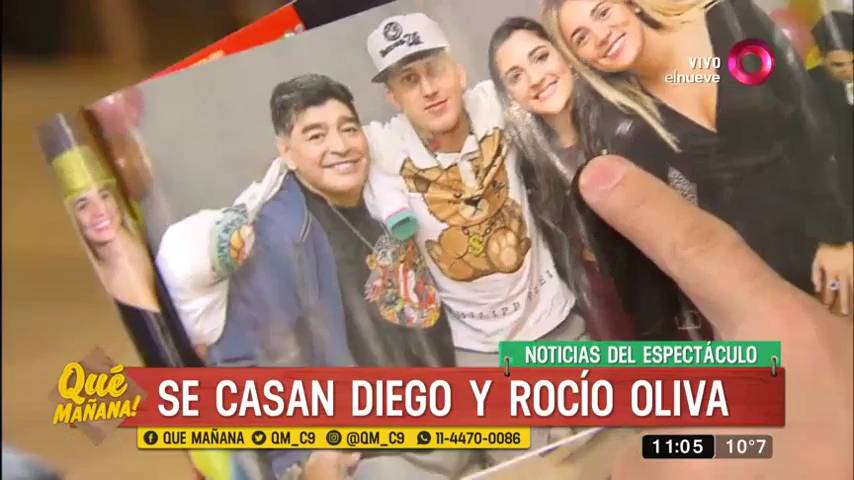 VIVO
elnueve
NOTICIAS DEL ESPECTÁCULO
Qué
MAÑANA!
SE CASAN DIEGO Y ROCÍO OLIVA
QUE MAÑANA QM_C9 @QM_C9 11-4470-0086
11:05 10°7